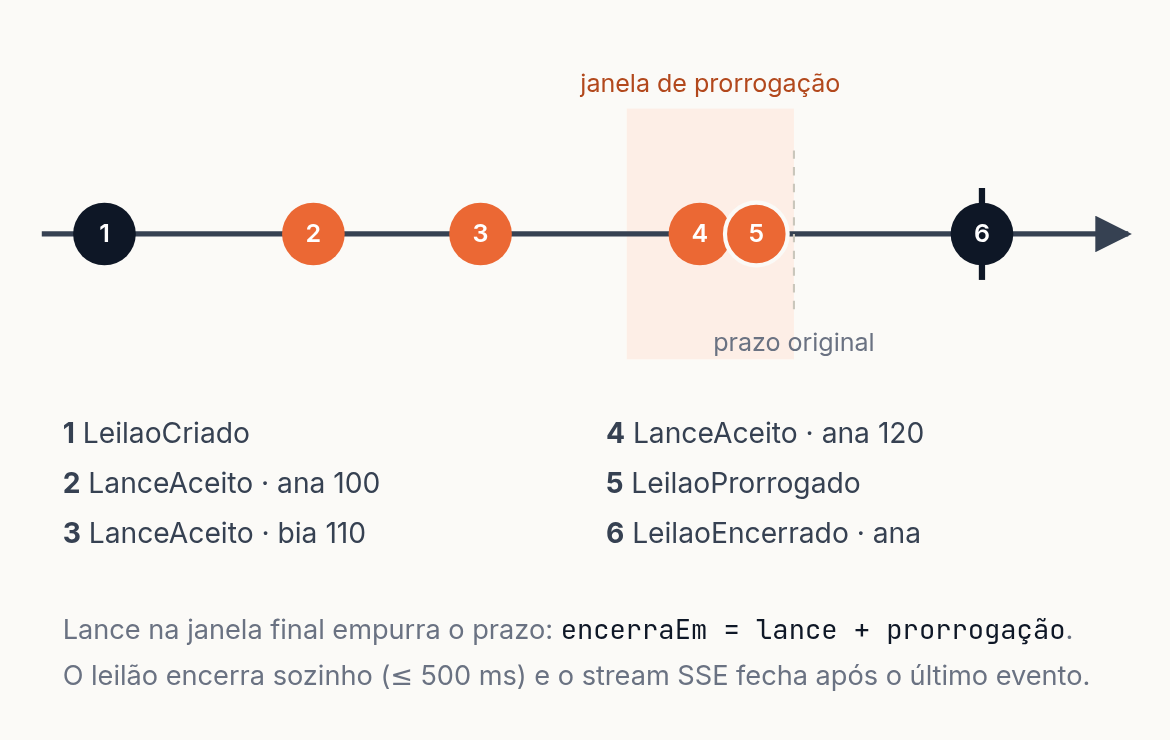 janela de prorrogação
1
2
3
4
5
6
prazo original
1 LeilaoCriado
2 LanceAceito · ana 100
3 LanceAceito · bia 110
4 LanceAceito · ana 120
5 LeilaoProrrogado
6 LeilaoEncerrado · ana
Lance na janela final empurra o prazo: encerraEm = lance + prorrogação.
O leilão encerra sozinho (≤ 500 ms) e o stream SSE fecha após o último evento.